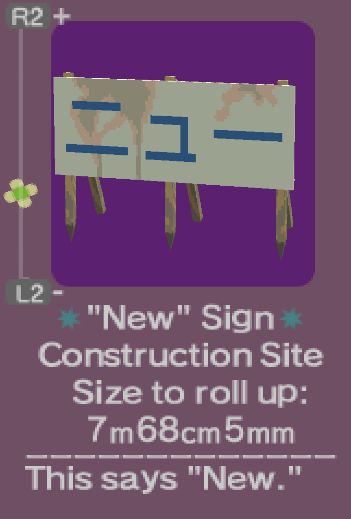 R2 +
ニュー
L2 -
"New" Sign
Construction Site
Size to roll up:
7m68cm5mm
This says "New."